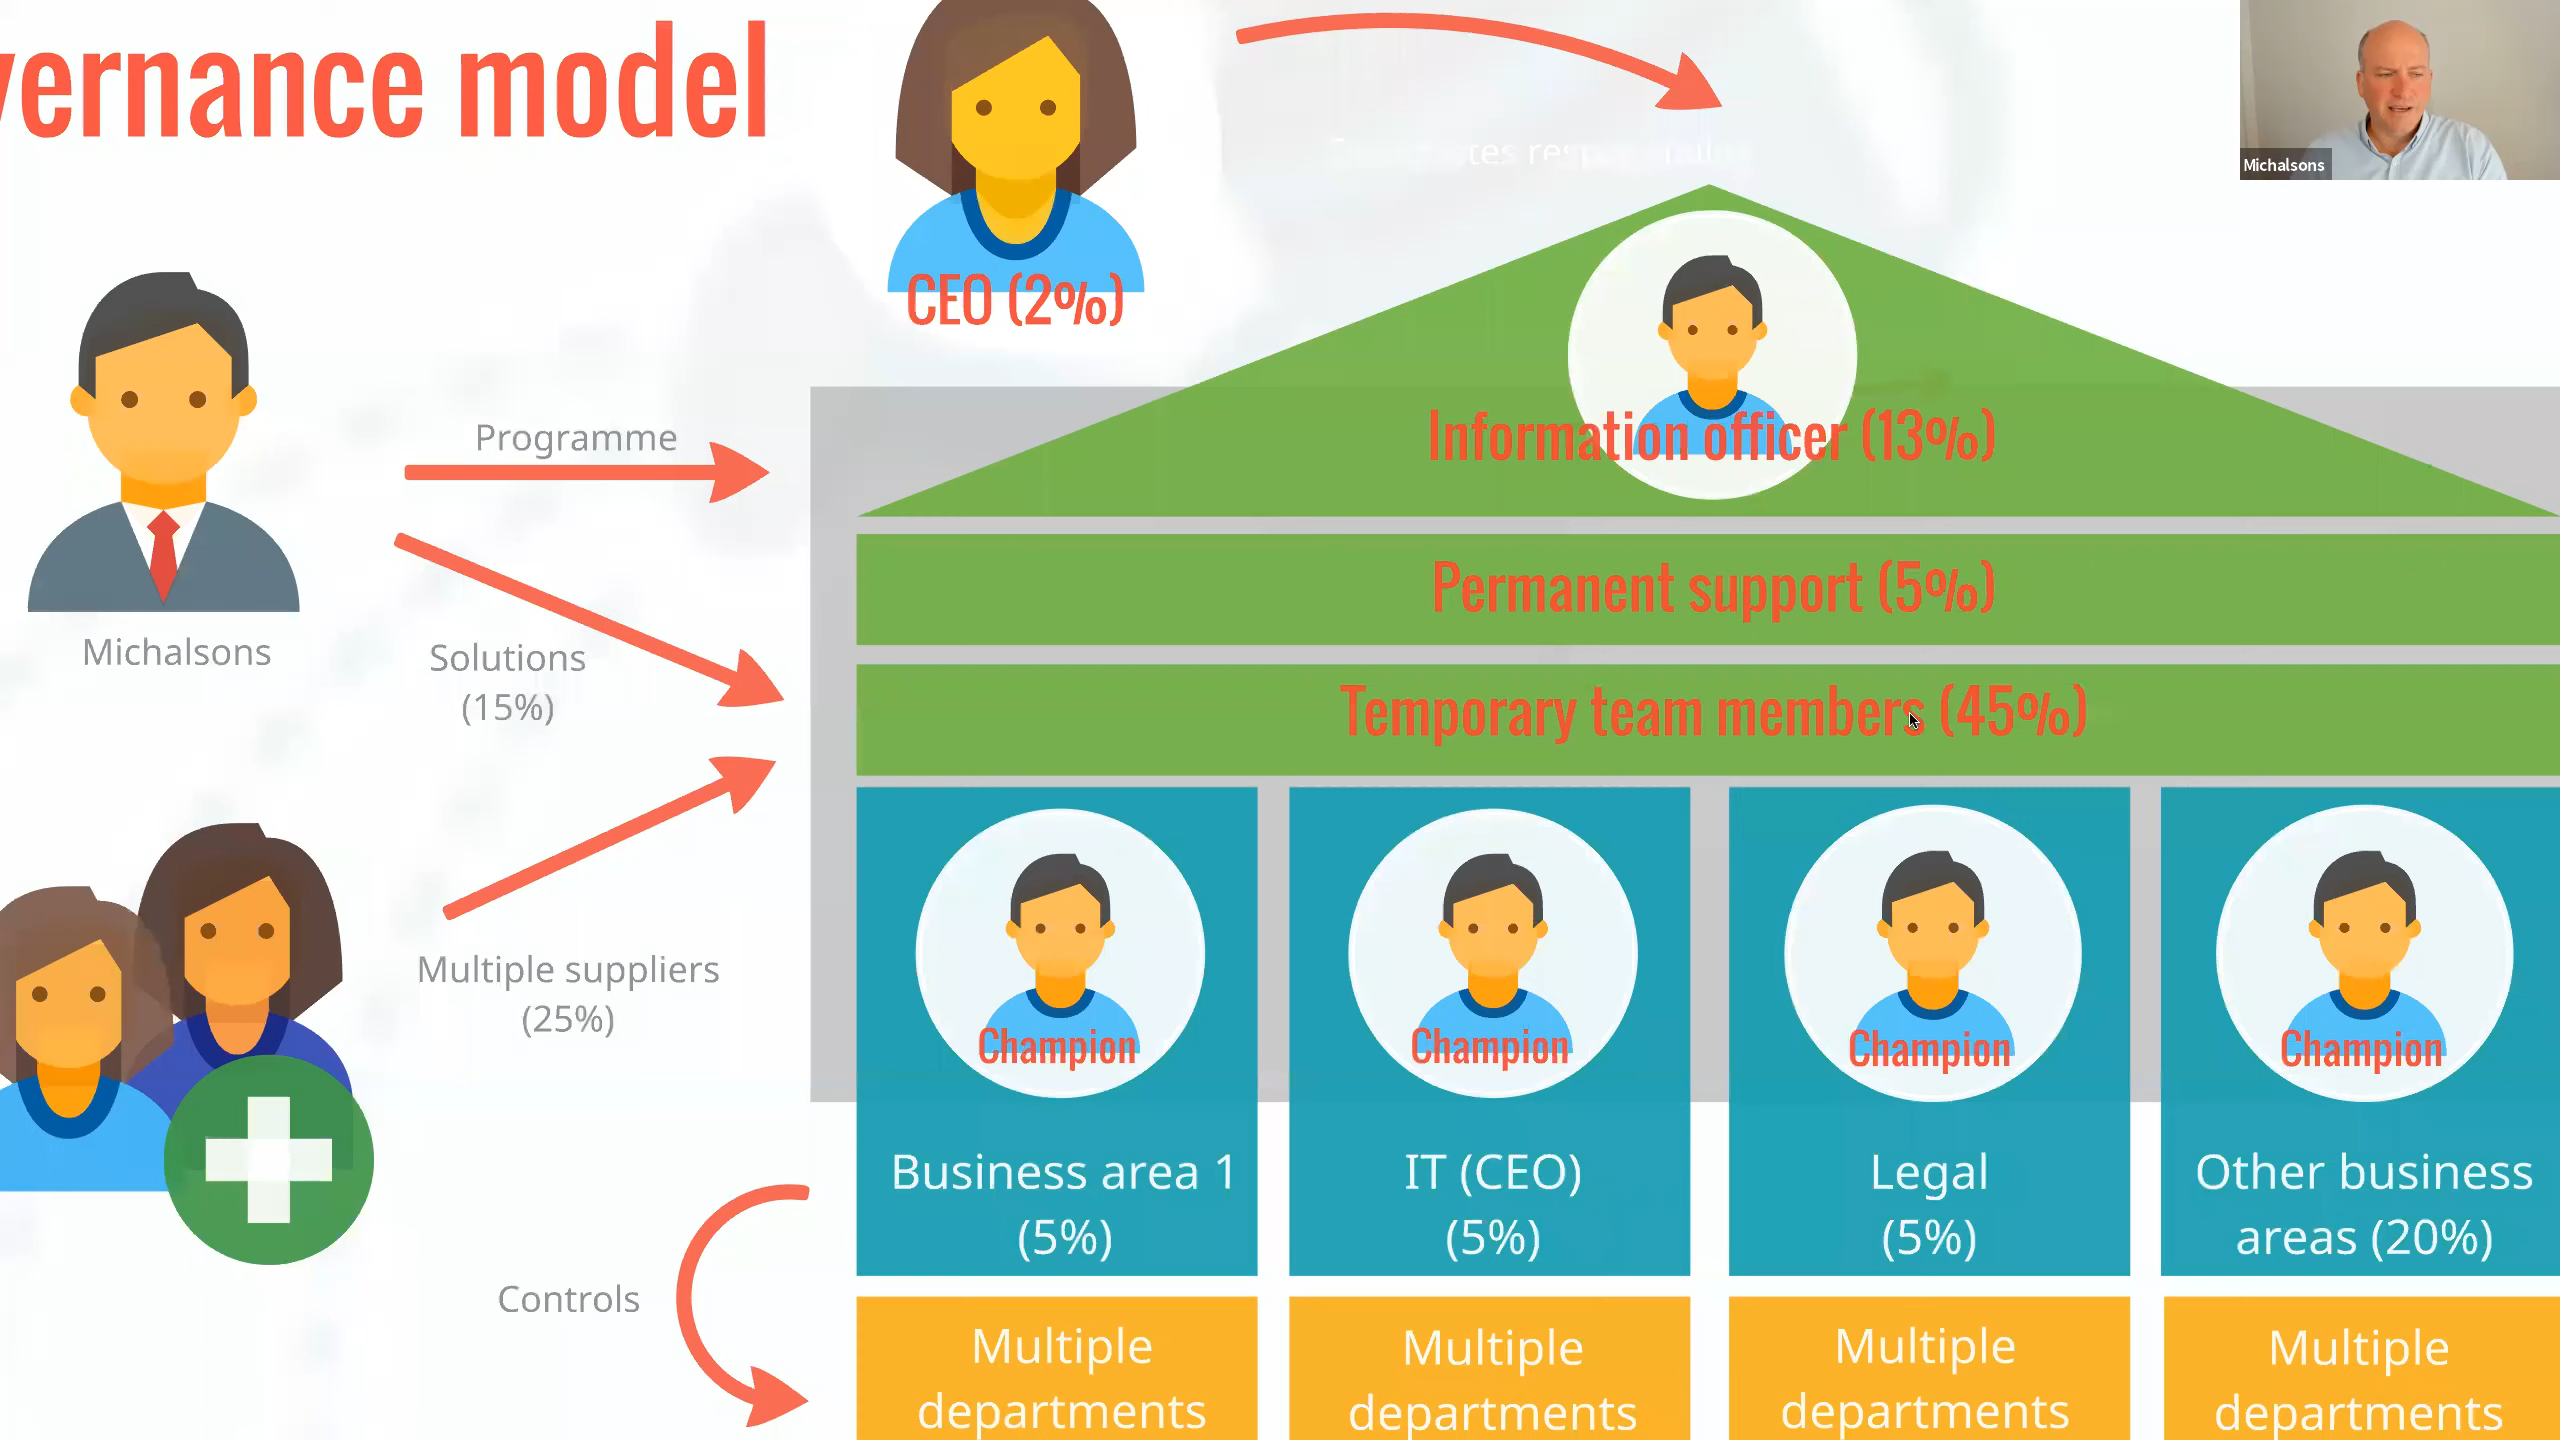 vernance model
Michalsons
CEO (2%)
Information officer (13%)
Programme
Permanent support (5%)
Michalsons
Solutions
(15%)
Temporary team members (45%)
Multiple suppliers
(25%)
Champion
Champion
Champion
Champion
Business area 1
(5%)
IT (CEO)
(5%)
Legal
(5%)
Other business
areas (20%)
Controls
Multiple
departments
Multiple
departments
Multiple
departments
Multiple
departments